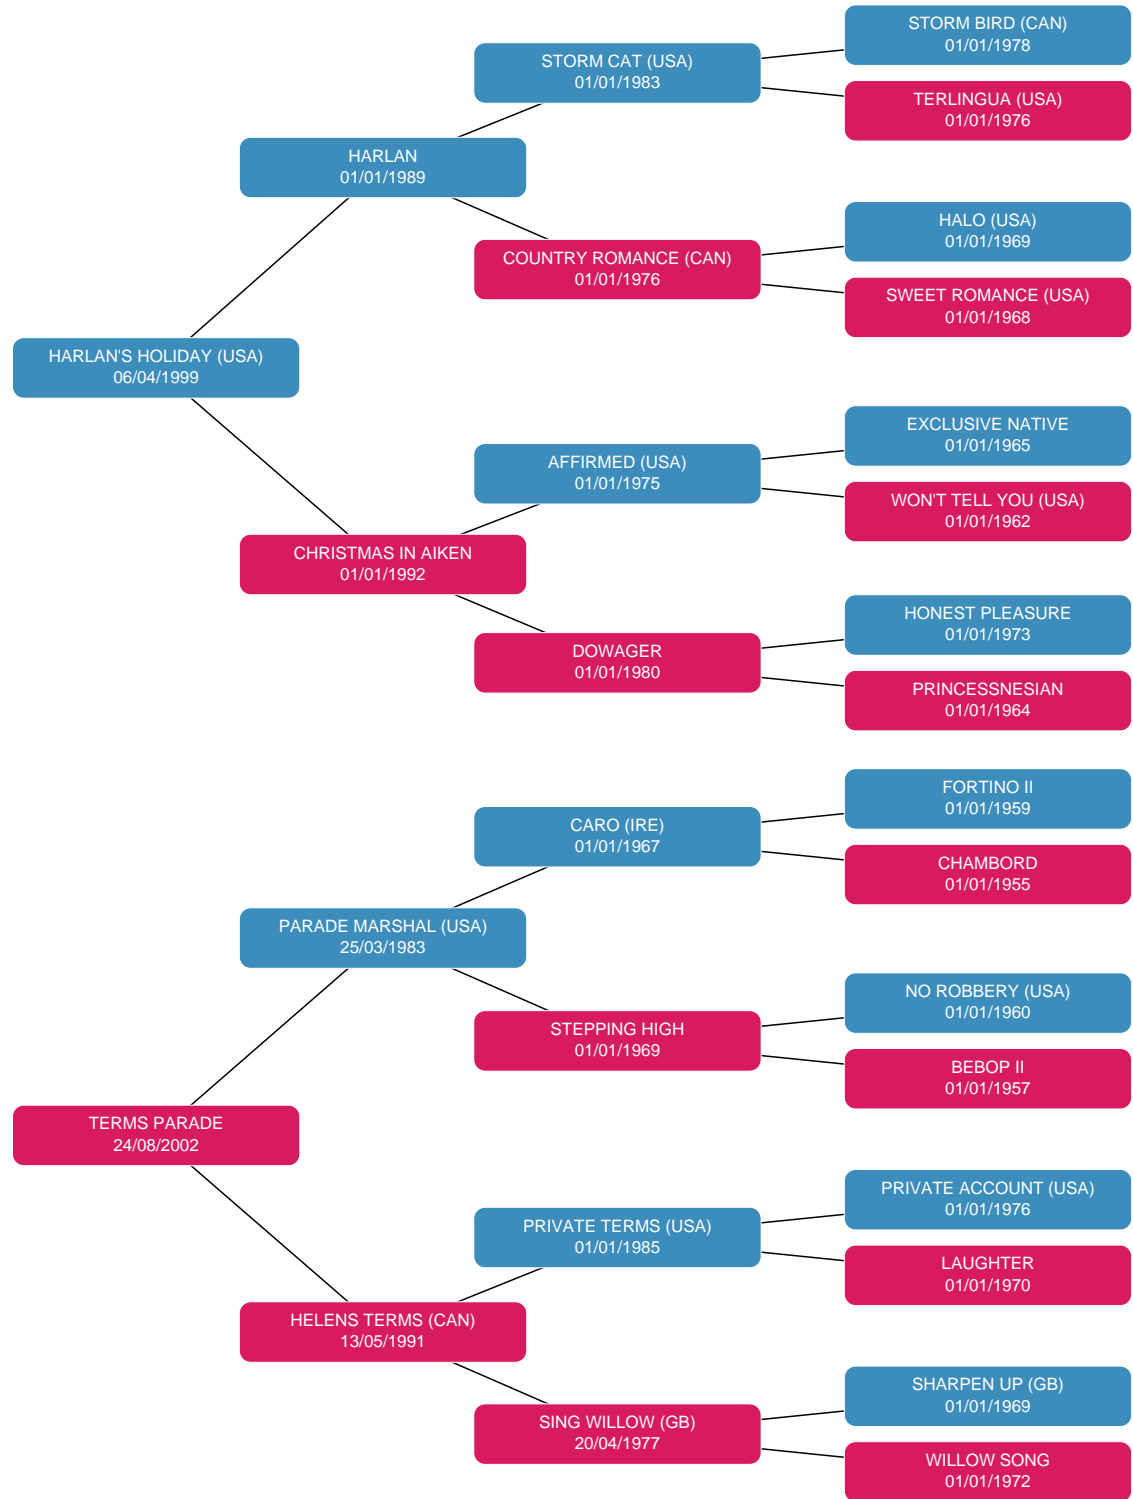 STORM BIRD (CAN)
01/01/1978
STORM CAT (USA)
01/01/1983
TERLINGUA (USA)
01/01/1976
HARLAN
01/01/1989
HALO (USA)
01/01/1969
COUNTRY ROMANCE (CAN)
01/01/1976
SWEET ROMANCE (USA)
01/01/1968
HARLAN'S HOLIDAY (USA)
06/04/1999
EXCLUSIVE NATIVE
01/01/1965
AFFIRMED (USA)
01/01/1975
WON'T TELL YOU (USA)
01/01/1962
CHRISTMAS IN AIKEN
01/01/1992
HONEST PLEASURE
01/01/1973
DOWAGER
01/01/1980
PRINCESSNESIAN
01/01/1964
FORTINO II
01/01/1959
CARO (IRE)
01/01/1967
CHAMBORD
01/01/1955
PARADE MARSHAL (USA)
25/03/1983
NO ROBBERY (USA)
01/01/1960
STEPPING HIGH
01/01/1969
BEBOP II
01/01/1957
TERMS PARADE
24/08/2002
PRIVATE ACCOUNT (USA)
01/01/1976
PRIVATE TERMS (USA)
01/01/1985
LAUGHTER
01/01/1970
HELENS TERMS (CAN)
13/05/1991
SHARPEN UP (GB)
01/01/1969
SING WILLOW (GB)
20/04/1977
WILLOW SONG
01/01/1972